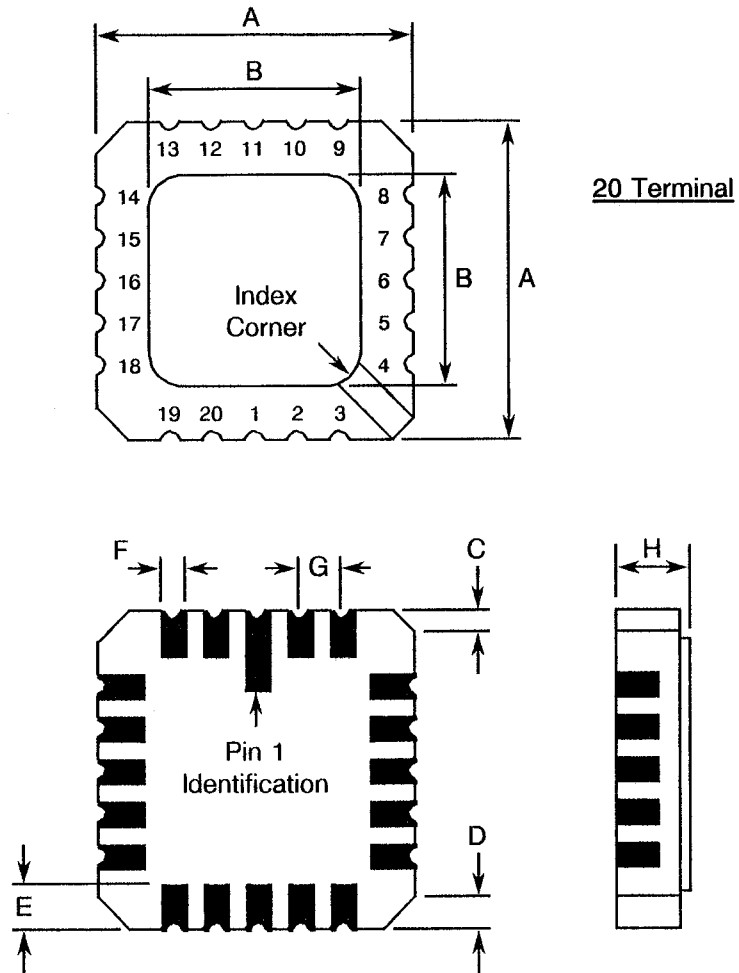 A
B
13 12 11 10 9
20 Terminal
14 8
15 7
16 6
17 5
18 4
B A
Index
Corner
19 20 1 2 3
F G C H
Pin 1
Identification
D
E